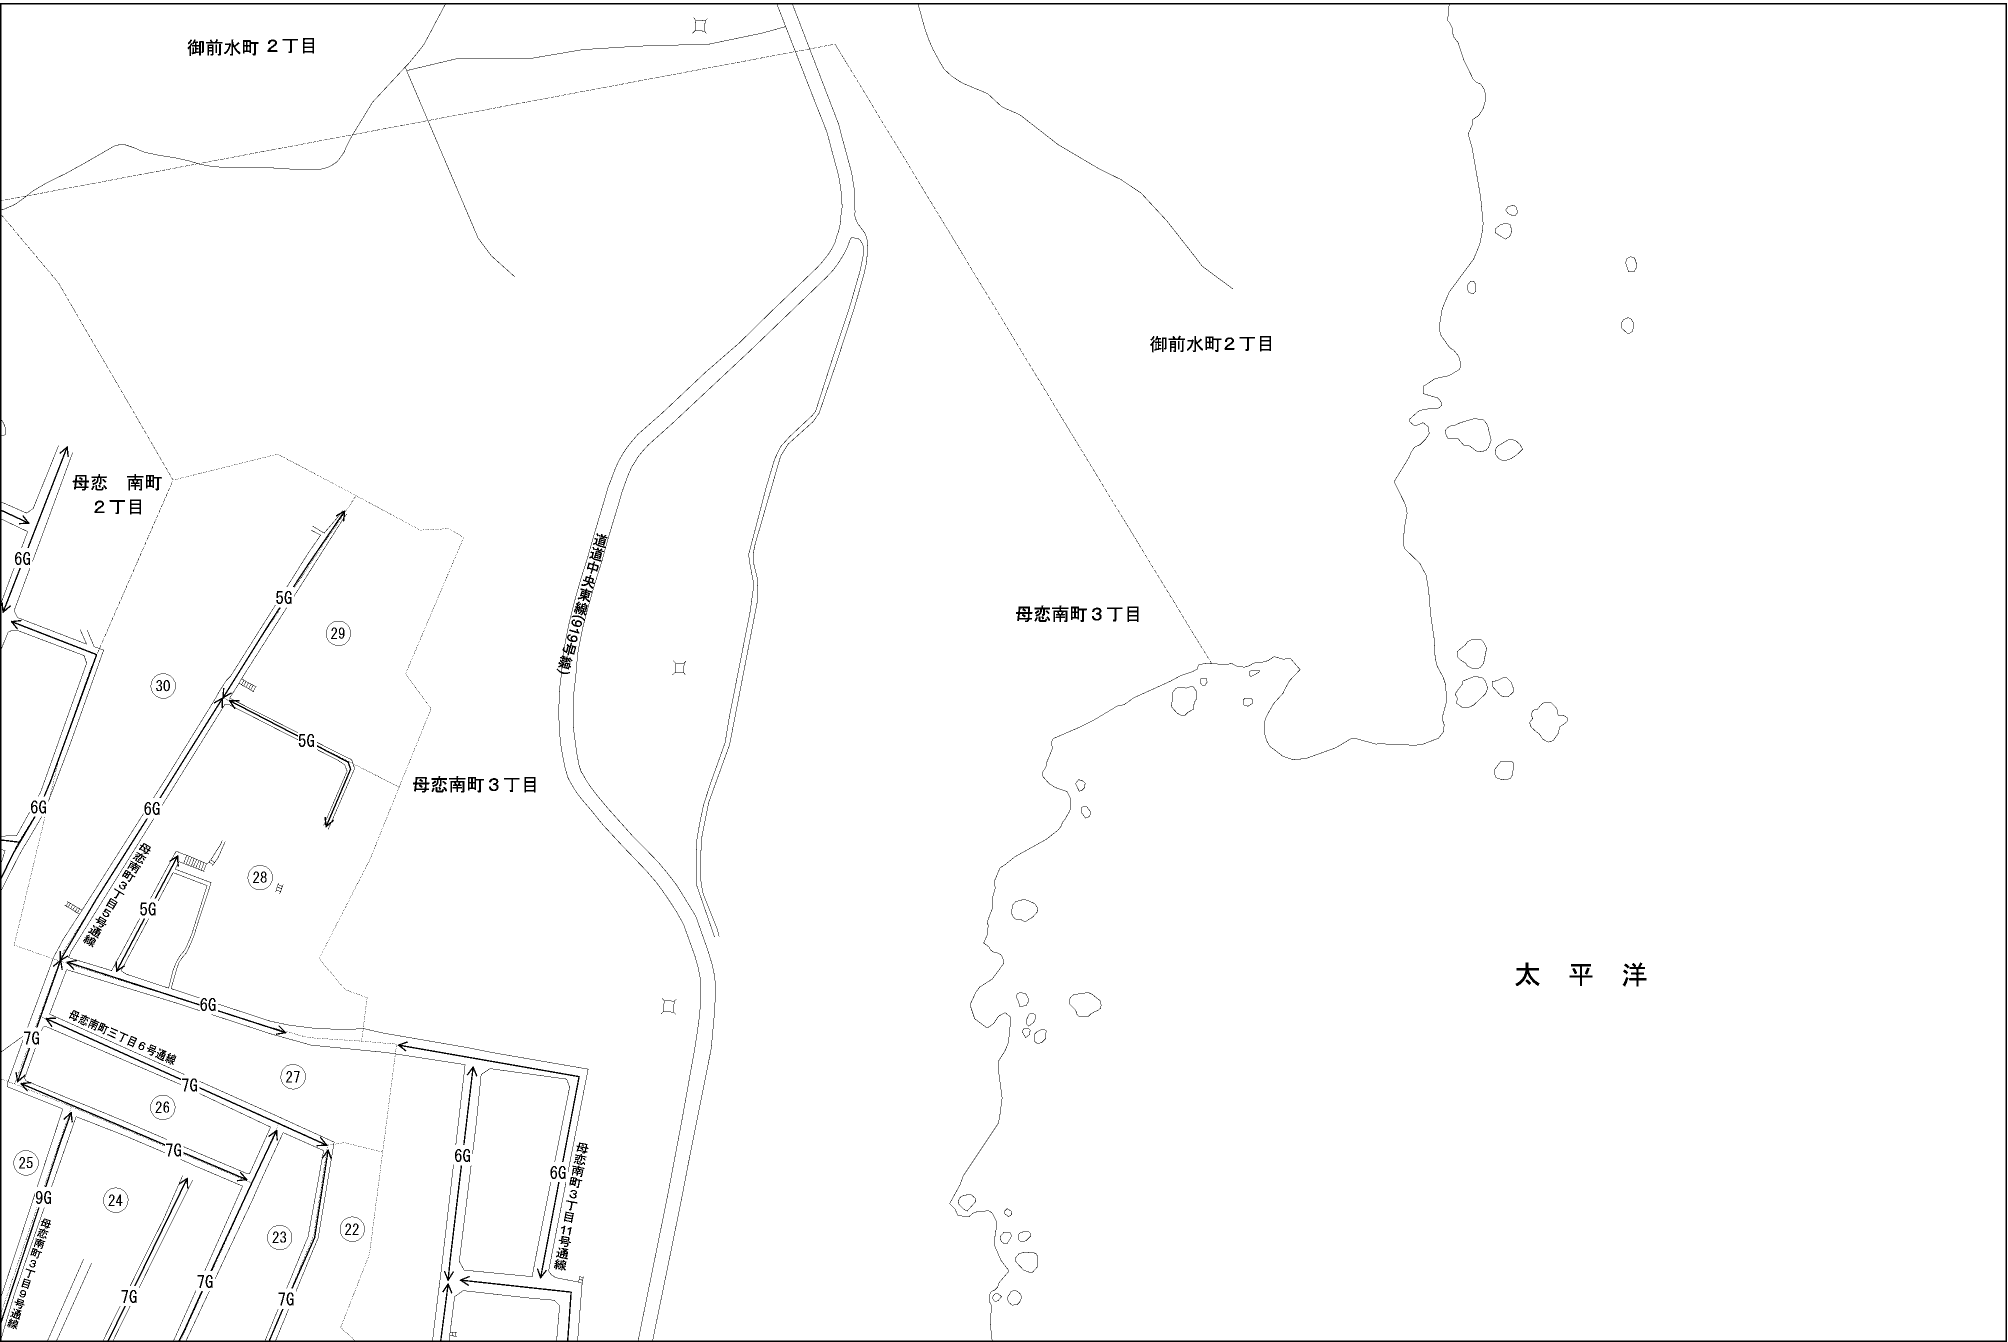 御前水町２丁目
御前水町２丁目
母恋　南町
２丁目
6G
5G
29
道道中央東線(919号線)
母恋南町３丁目
30
5G
母恋南町３丁目
6G
6G
母恋南町3丁目5号通線
28
5G
太　平　洋
6G
母恋南町三丁目６号通線
7G
27
7G
26
7G
25
9G
24
6G
6G
母恋南町3丁目11号通線
23
22
母恋南町3丁目9号通線
7G
7G
7G